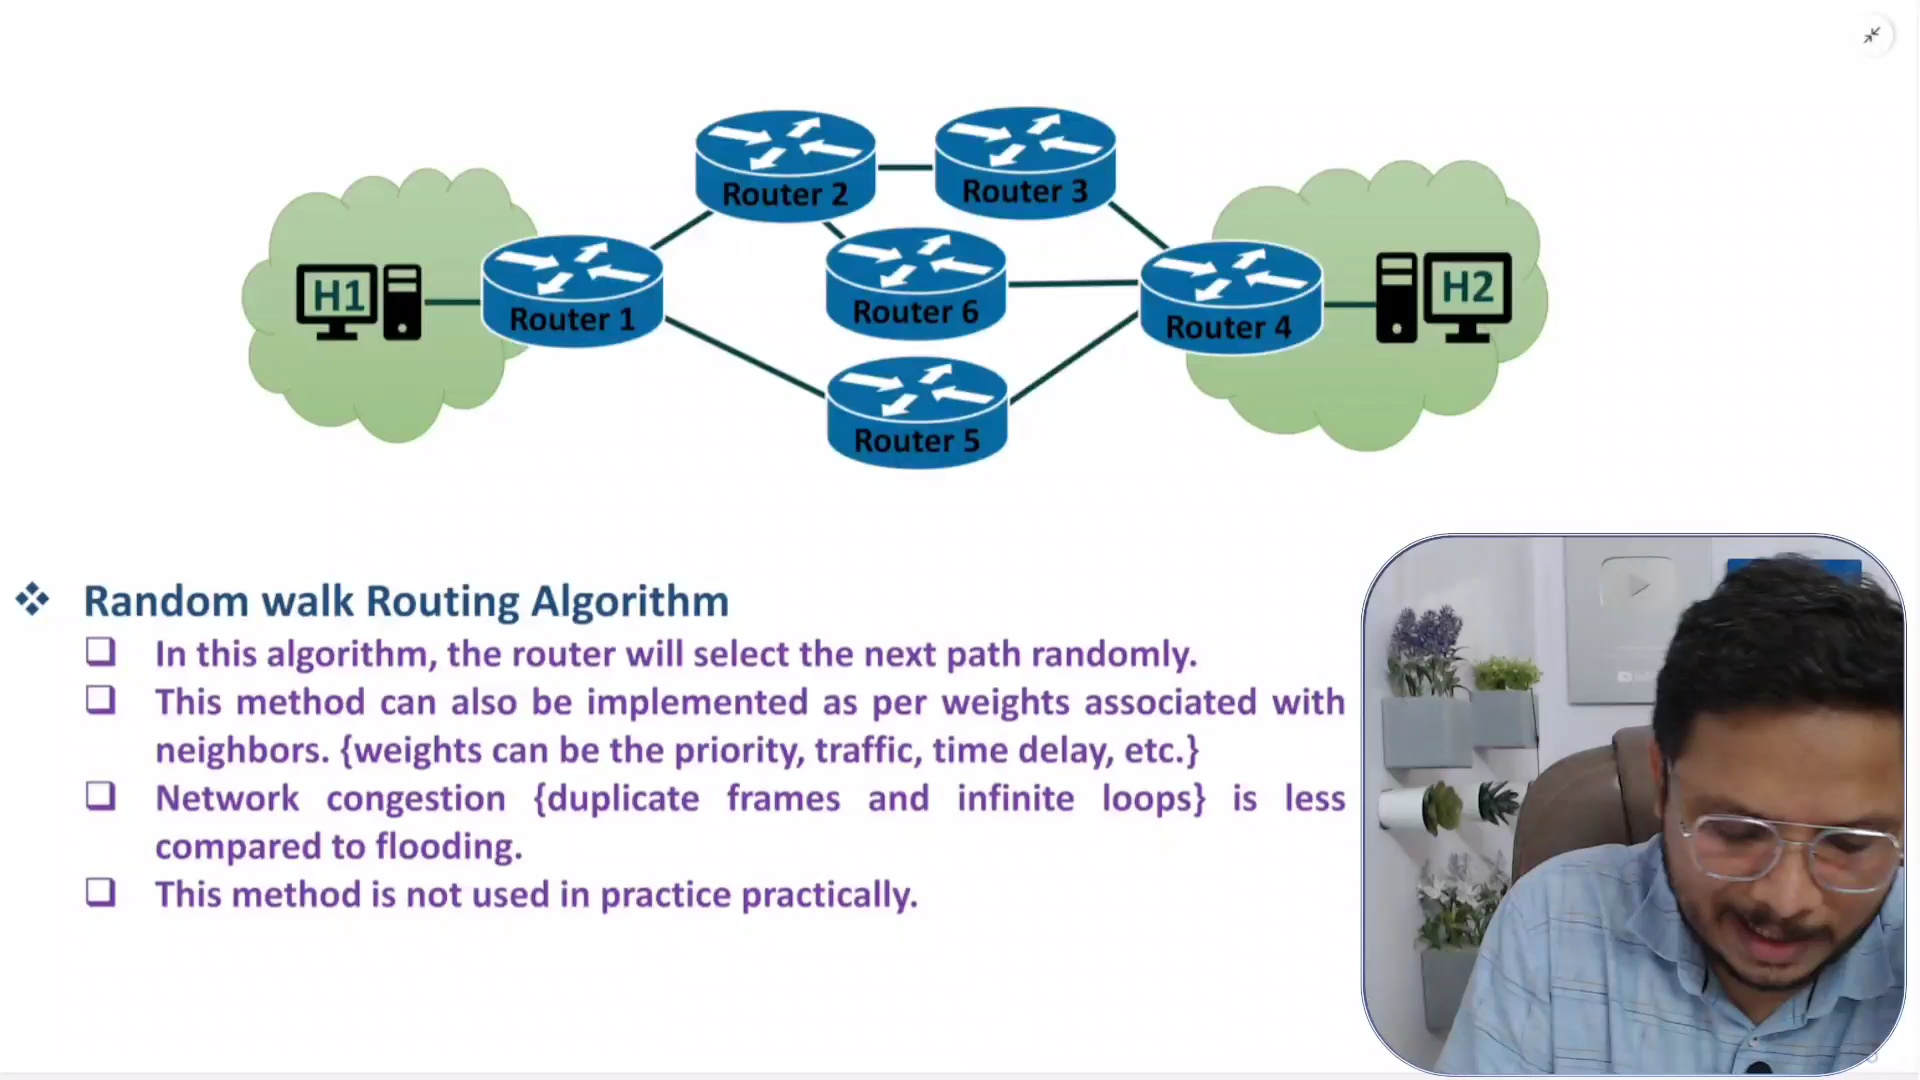 Router 2
Router 3
H1
Router 1
Router 6
Router 4
H2
Router 5
Random walk Routing Algorithm
In this algorithm, the router will select the next path randomly.
This method can also be implemented as per weights associated with
neighbors. {weights can be the priority, traffic, time delay, etc.}
Network congestion {duplicate frames and infinite loops} is less
compared to flooding.
This method is not used in practice practically.